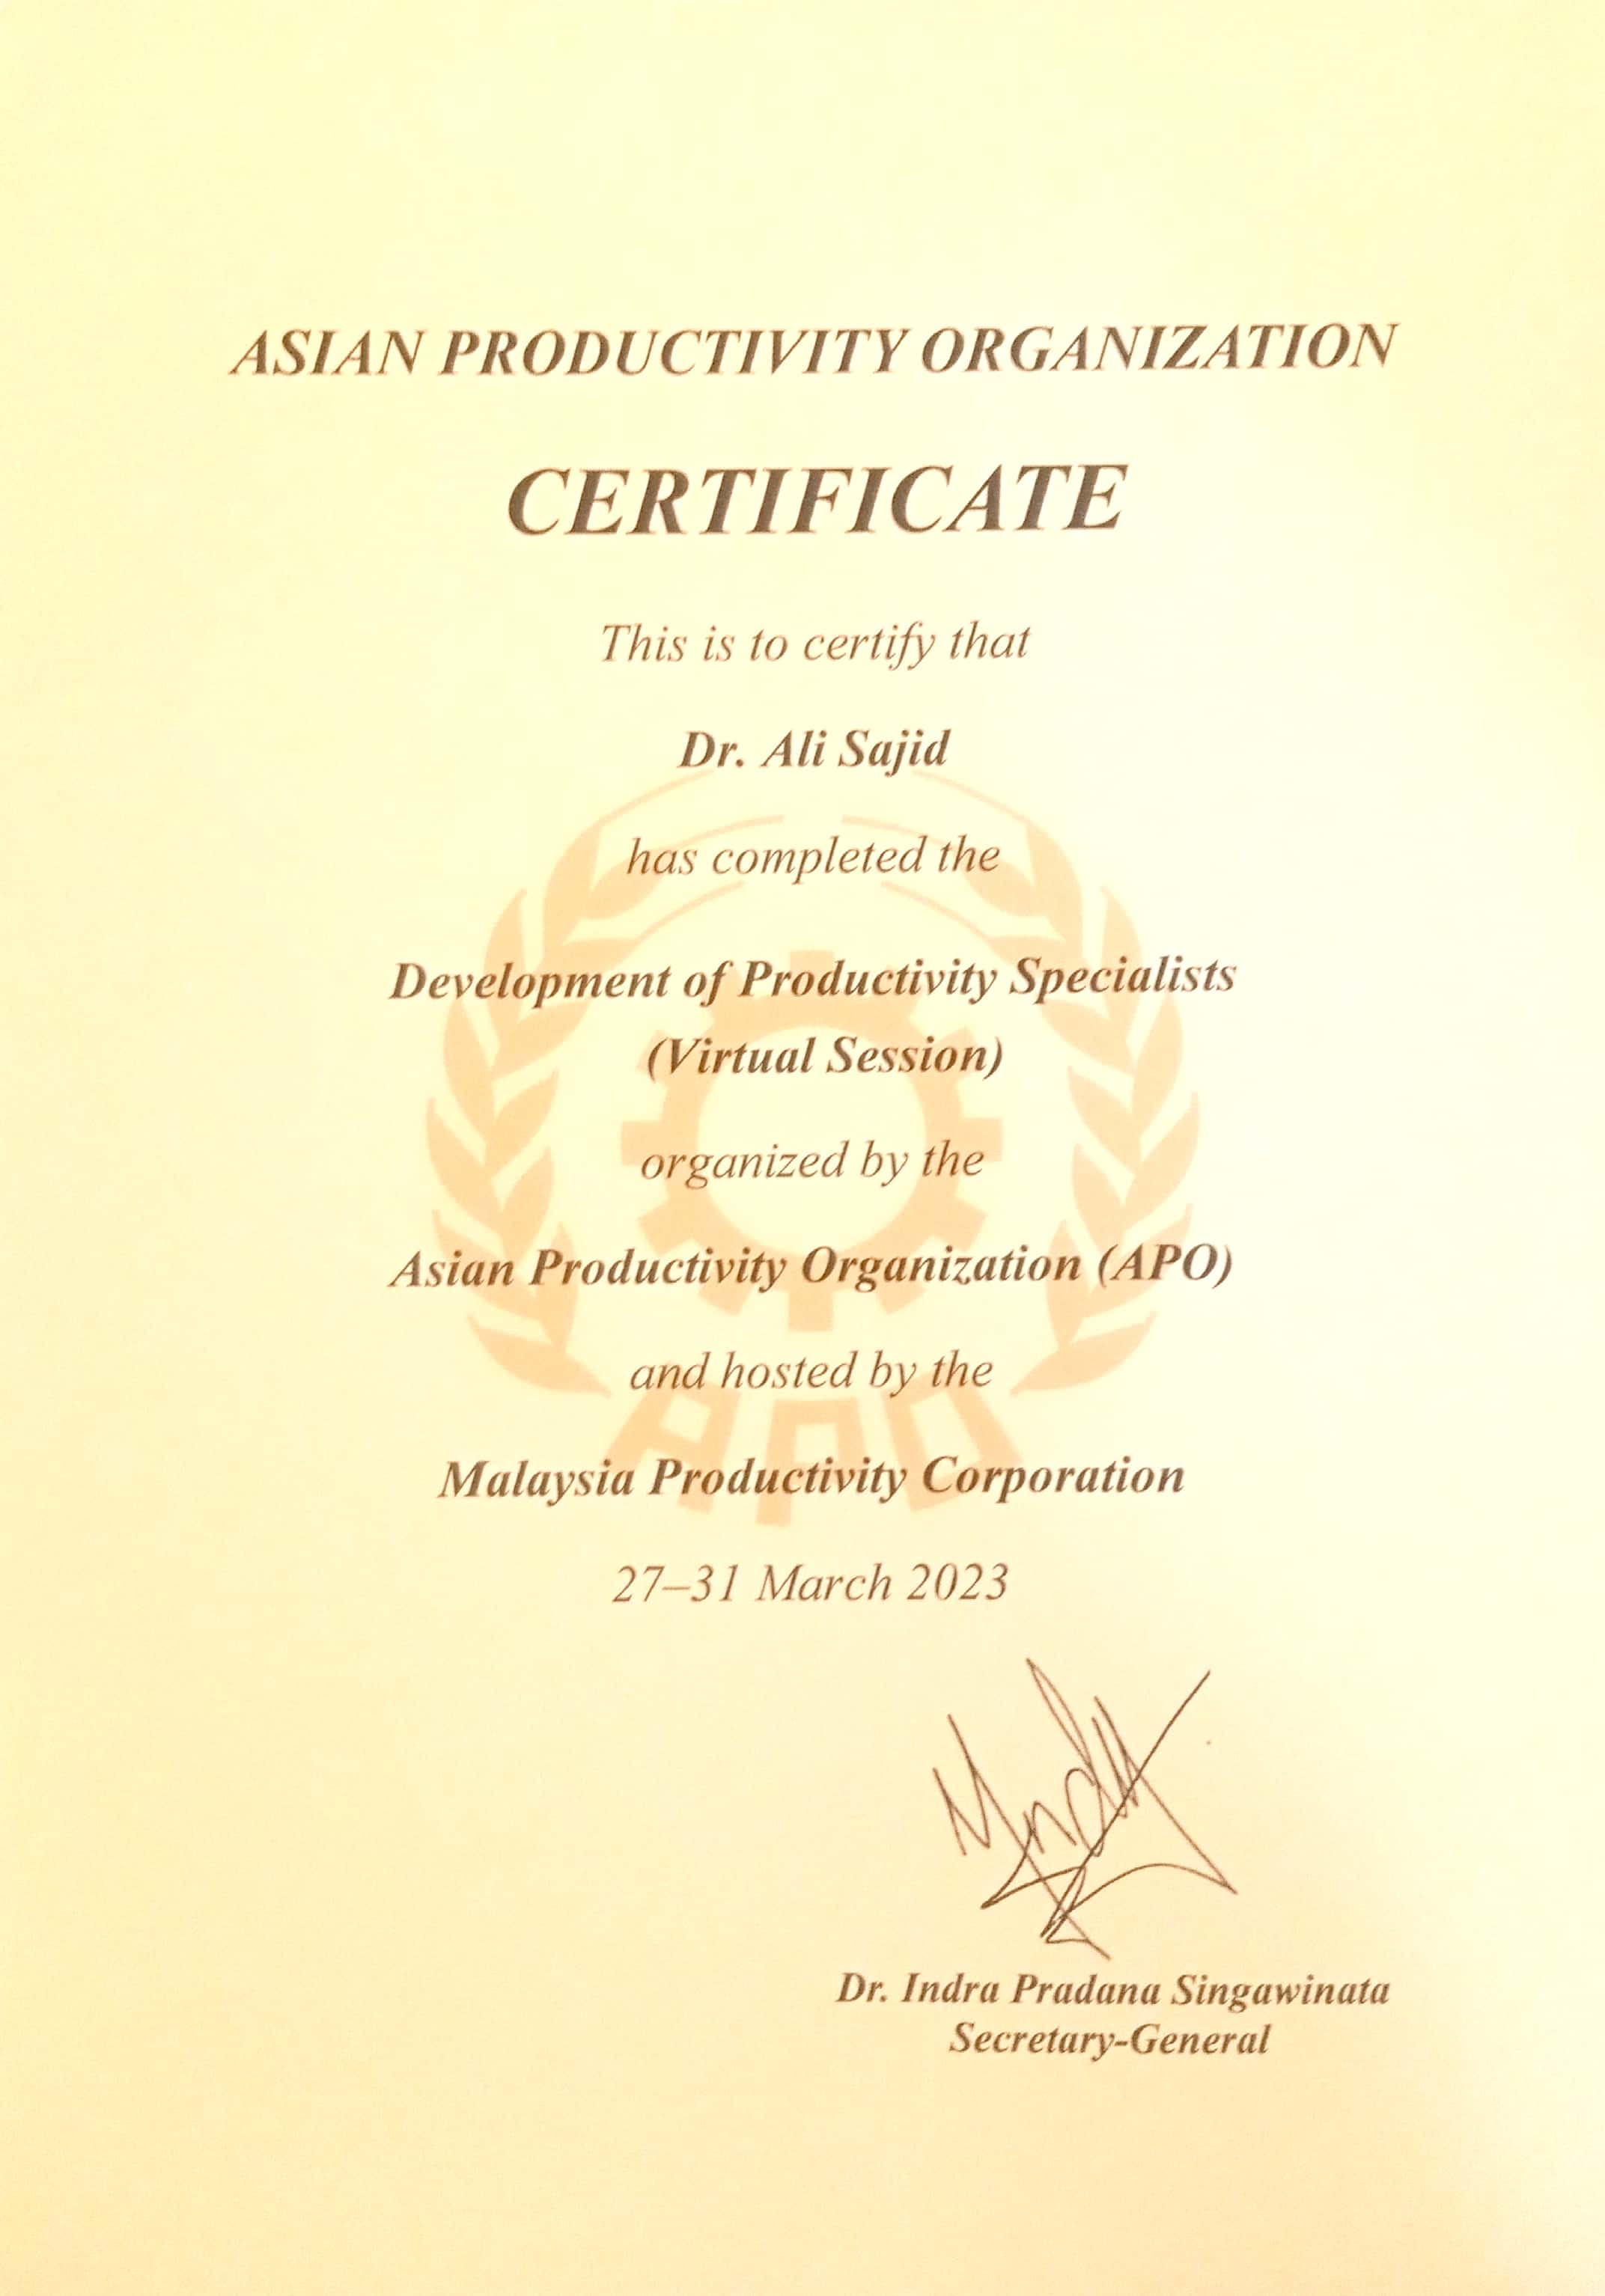 ASIAN PRODUCTIVITY ORGANIZATION
CERTIFICATE
This is to certify that
Dr. Ali Sajid
has completed the
Development of Productivity Specialists
(Virtual Session)
organized by the
Asian Productivity Organization (APO)
and hosted by the
APO
Malaysia Productivity Corporation
27–31 March 2023
Dr. Indra Pradana Singawinata
Secretary-General